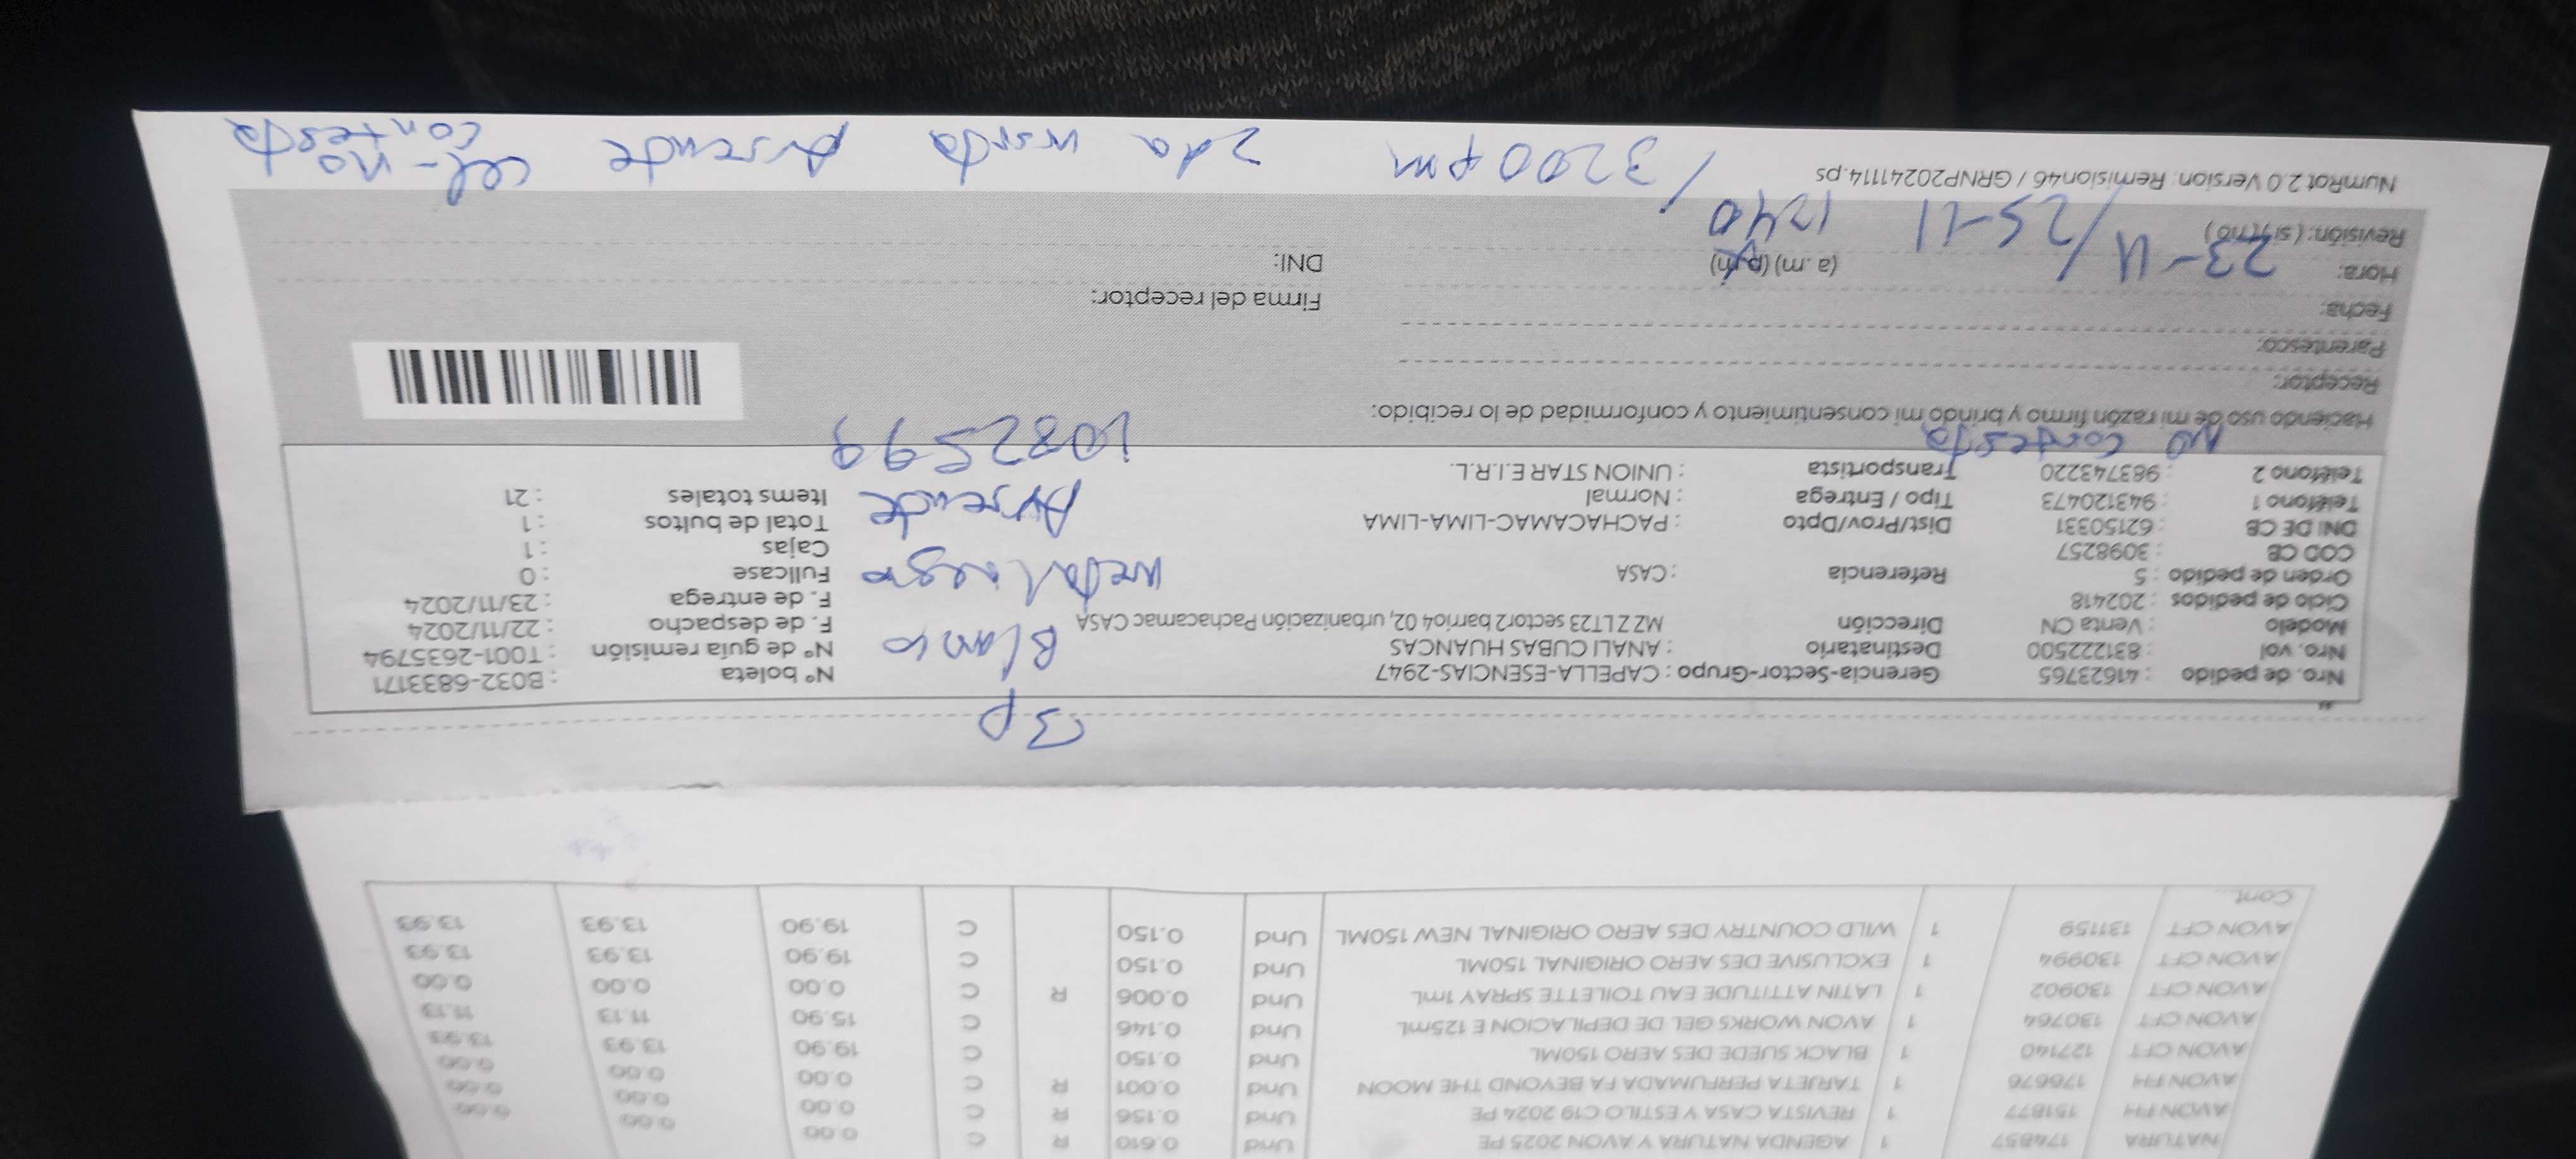 NATURA 174857 1 AGENDA NATURA Y AVON 2025 PE Und 0.610 R C 0.00 0.00 0.00
AVON FH 151877 1 REVISTA CASA Y ESTILO C19 2024 PE Und 0.156 R C 0.00 0.00 0.00
AVON FH 176676 1 TARJETA PERFUMADA FA BEYOND THE MOON Und 0.001 R C 0.00 0.00 0.00
AVON CFT 127140 1 BLACK SUEDE DES AERO 150ML Und 0.150 C 19.90 13.93 13.93
AVON CFT 130764 1 AVON WORKS GEL DE DEPILACION E 125mL Und 0.146 C 15.90 11.13 11.13
AVON CFT 130902 1 LATIN ATTITUDE EAU TOILETTE SPRAY 1mL Und 0.006 R C 0.00 0.00 0.00
AVON CFT 130994 1 EXCLUSIVE DES AERO ORIGINAL 150ML Und 0.150 C 19.90 13.93 13.93
AVON CFT 131159 1 WILD COUNTRY DES AERO ORIGINAL NEW 150ML Und 0.150 C 19.90 13.93 13.93
Cont...
3p
Nro. de pedido : 41623765 Gerencia-Sector-Grupo : CAPELLA-ESENCIAS-2947 N° boleta : B032-6833171
Nro. vol : 831222500 Destinatario : ANALI CUBAS HUANCAS Blanco N° de guía remisión : T001-2635794
Modelo : Venta CN Dirección MZ Z LT23 sector2 barrio4 02, urbanización Pachacamac CASA F. de despacho : 22/11/2024
Ciclo de pedidos : 202418 F. de entrega : 23/11/2024
Orden de pedido : 5 Referencia : CASA metal negro Fullcase : 0
COD CB : 3098257 Cajas : 1
DNI DE CB : 62150331 Dist/Prov/Dpto : PACHACAMAC-LIMA-LIMA Total de bultos : 1
Teléfono 1 : 943120473 Tipo / Entrega : Normal Ausente Items totales : 21
Teléfono 2 : 983743220 Transportista : UNION STAR E.I.R.L.
No contesta 1082599
Haciendo uso de mi razón firmo y brindo mi consentimiento y conformidad de lo recibido:
Receptor:
Parentesco:
Fecha: Firma del receptor:
Hora: (a.m) (p.m) DNI:
23-11 / 25-11 1240
Revisión: ( si ) ( no )
NumRot 2.0 Version: Remision46 / GRNP20241114.ps
/ 3200 pm 2da Ausente cel-no
contesta